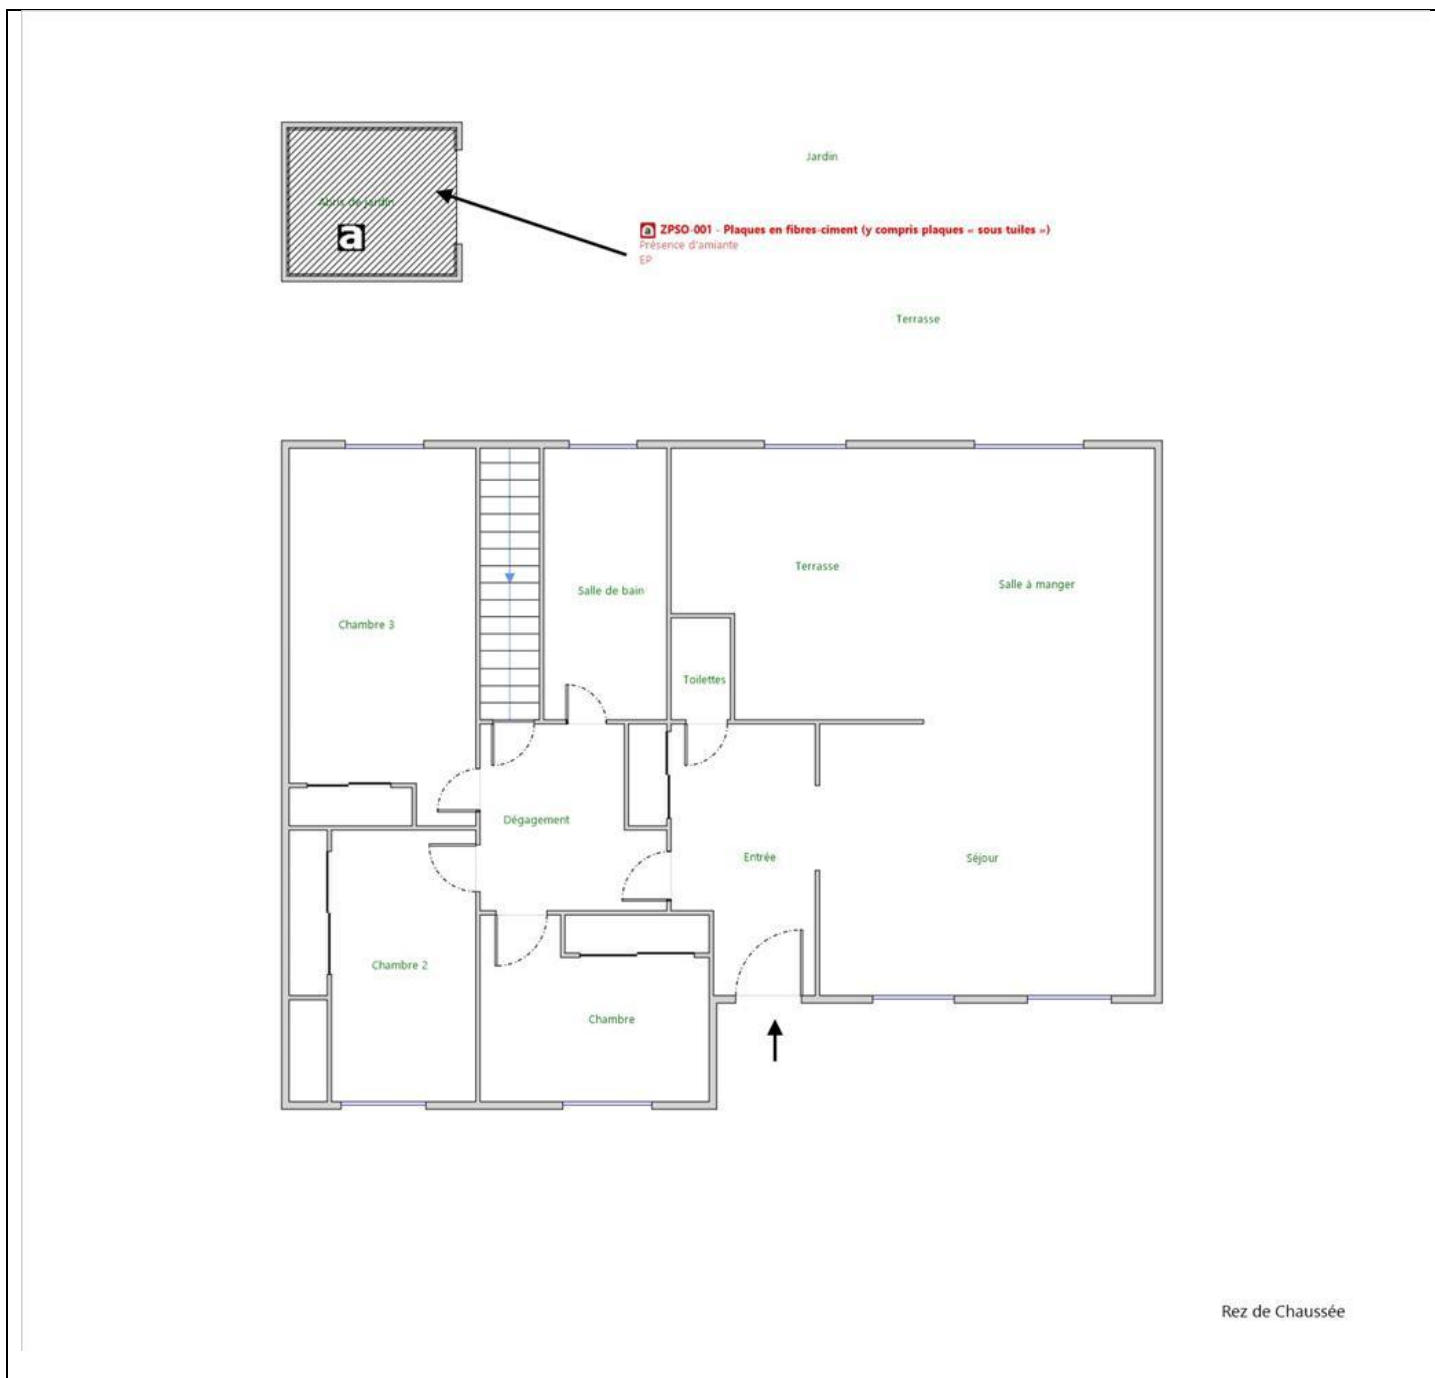 Jardin
Abris de jardin
a
a ZPSO-001 - Plaques en fibres-ciment (y compris plaques « sous tuiles »)
Présence d'amiante
EP
Terrasse
Terrasse
Salle à manger
Salle de bain
Chambre 3
Toilettes
Dégagement
Entrée
Séjour
Chambre 2
Chambre
Rez de Chaussée